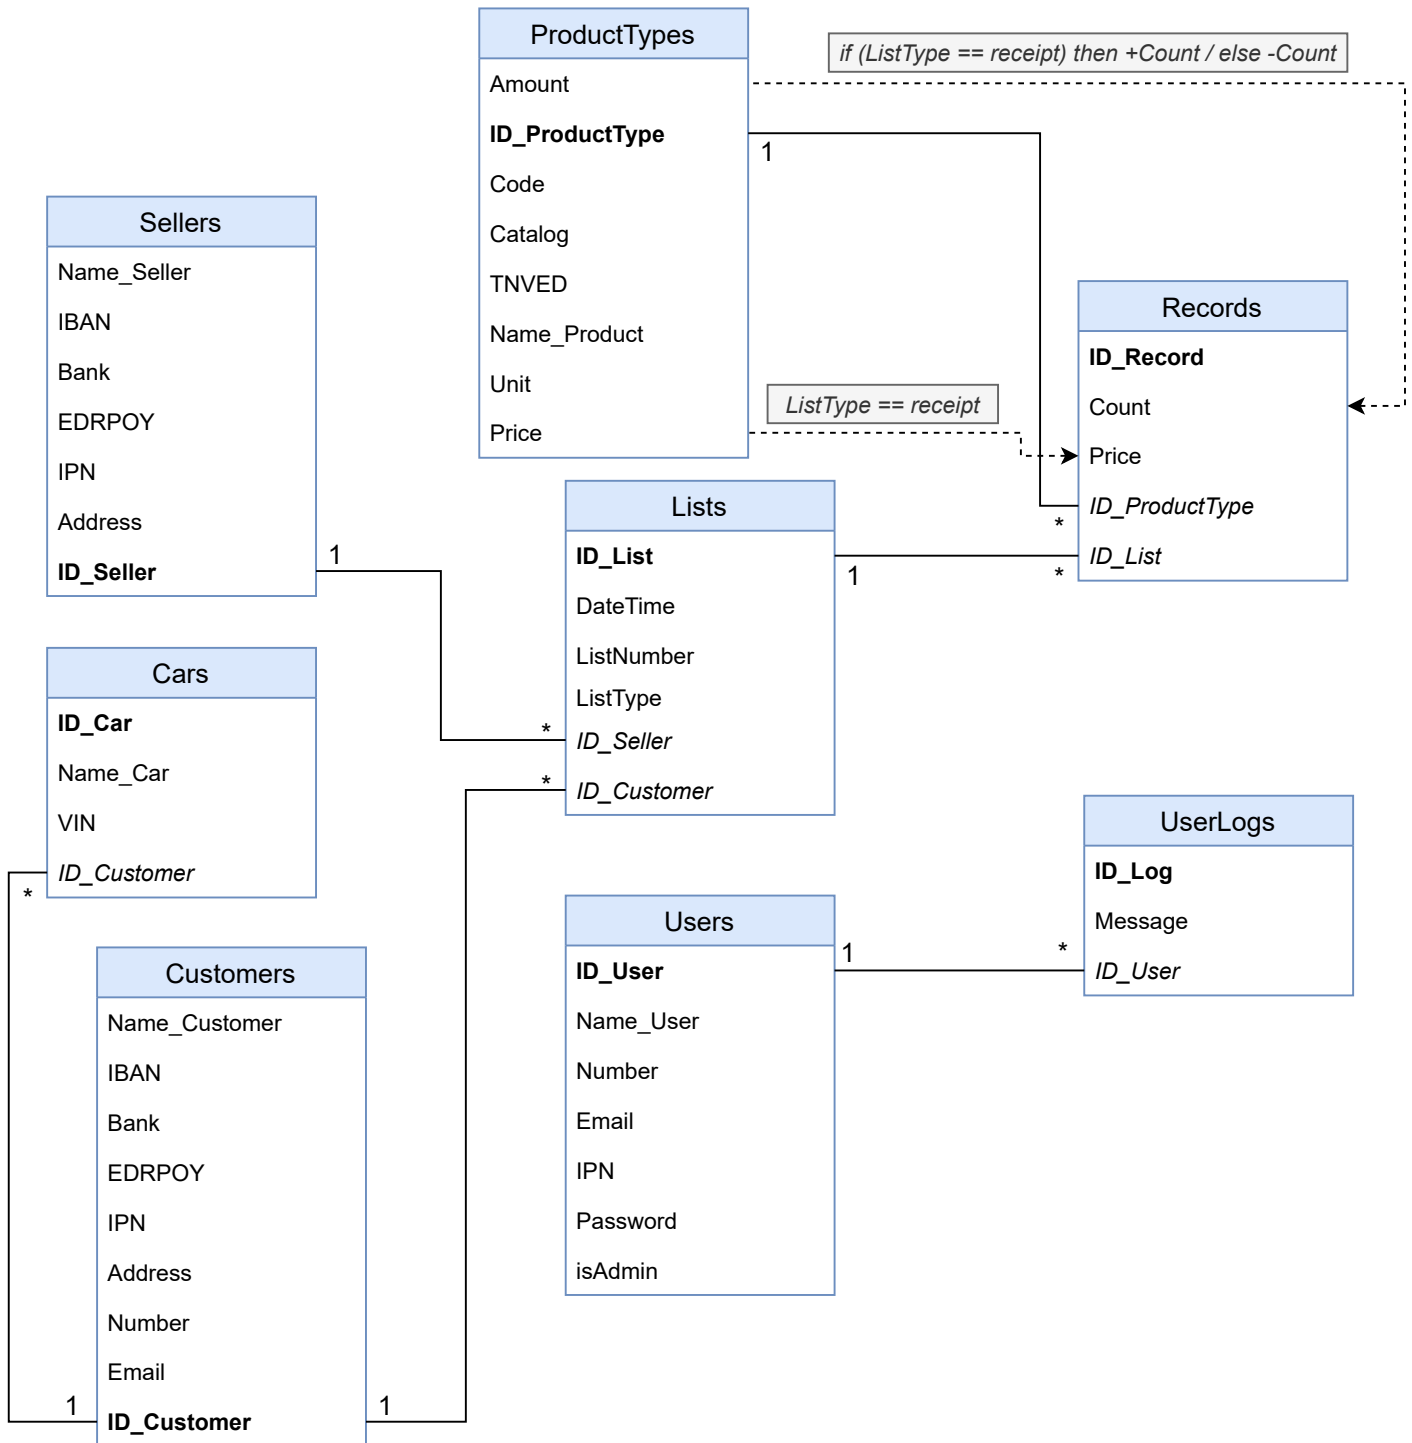 ProductTypes
Amount
ID_ProductType
Code
Catalog
TNVED
Name_Product
Unit
Price
if (ListType == receipt) then +Count / else -Count
1
ListType == receipt
Sellers
Name_Seller
IBAN
Bank
EDRPOY
IPN
Address
ID_Seller
1
Records
ID_Record
Count
Price
ID_ProductType
ID_List
*
*
Lists
ID_List
DateTime
ListNumber
ListType
ID_Seller
ID_Customer
1
*
*
Cars
ID_Car
Name_Car
VIN
ID_Customer
*
UserLogs
ID_Log
Message
ID_User
*
Users
ID_User
Name_User
Number
Email
IPN
Password
isAdmin
1
Customers
Name_Customer
IBAN
Bank
EDRPOY
IPN
Address
Number
Email
ID_Customer
1
1